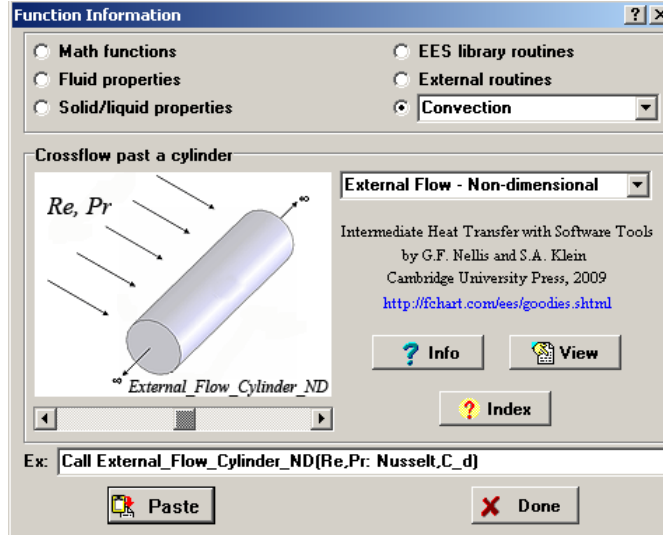 Function Information
Math functions
EES library routines
Fluid properties
External routines
Solid/liquid properties
Convection
Crossflow past a cylinder
External Flow - Non-dimensional
Re, Pr
∞
∞
External_Flow_Cylinder_ND
Intermediate Heat Transfer with Software Tools
by G.F. Nellis and S.A. Klein
Cambridge University Press, 2009
http://fchart.com/ees/goodies.shtml
? Info
View
? Index
Ex: Call External_Flow_Cylinder_ND(Re,Pr: Nusselt,C_d)
Paste
Done